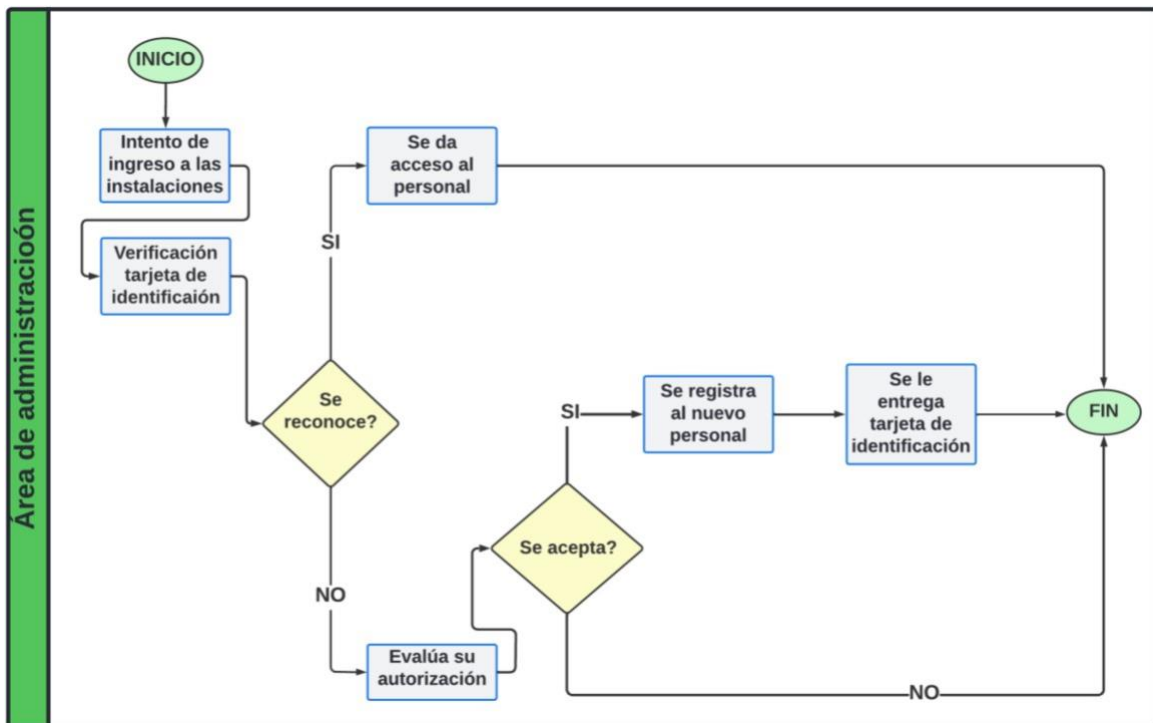 Área de administracioón
INICIO
Intento de
ingreso a las
instalaciones
Verificación
tarjeta de
identificaión
Se
reconoce?
SI
Se da
acceso al
personal
NO
Evalúa su
autorización
Se acepta?
SI
Se registra
al nuevo
personal
Se le
entrega
tarjeta de
identificación
NO
FIN